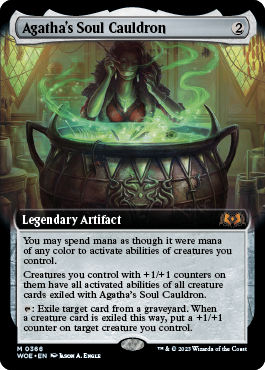 Agatha's Soul Cauldron 2
Legendary Artifact
You may spend mana as though it were mana
of any color to activate abilities of creatures you
control.
Creatures you control with +1/+1 counters on
them have all activated abilities of all creature
cards exiled with Agatha's Soul Cauldron.
: Exile target card from a graveyard. When
a creature card is exiled this way, put a +1/+1
counter on target creature you control.
M 0366
WOE • EN Jason A. Engle ™ & © 2023 Wizards of the Coast